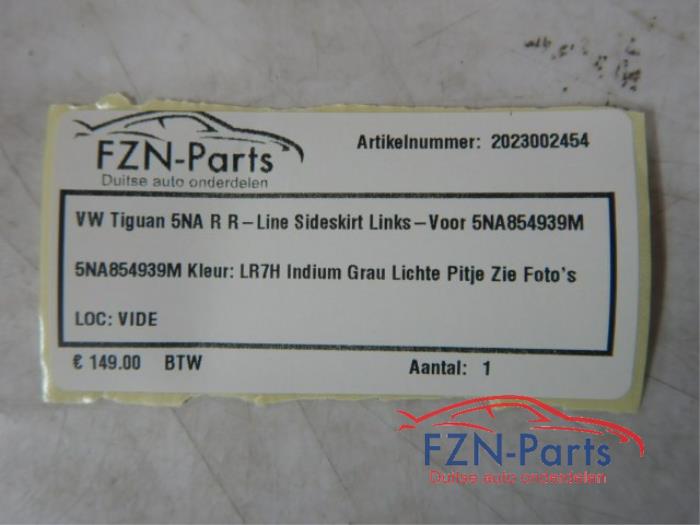 FZN-Parts
Duitse auto onderdelen
Artikelnummer: 2023002454
VW Tiguan 5NA R R-Line Sideskirt Links-Voor 5NA854939M
5NA854939M Kleur: LR7H Indium Grau Lichte Pitje Zie Foto's
LOC: VIDE
€ 149.00 BTW
Aantal: 1
FZN-Parts
Duitse auto onderdelen